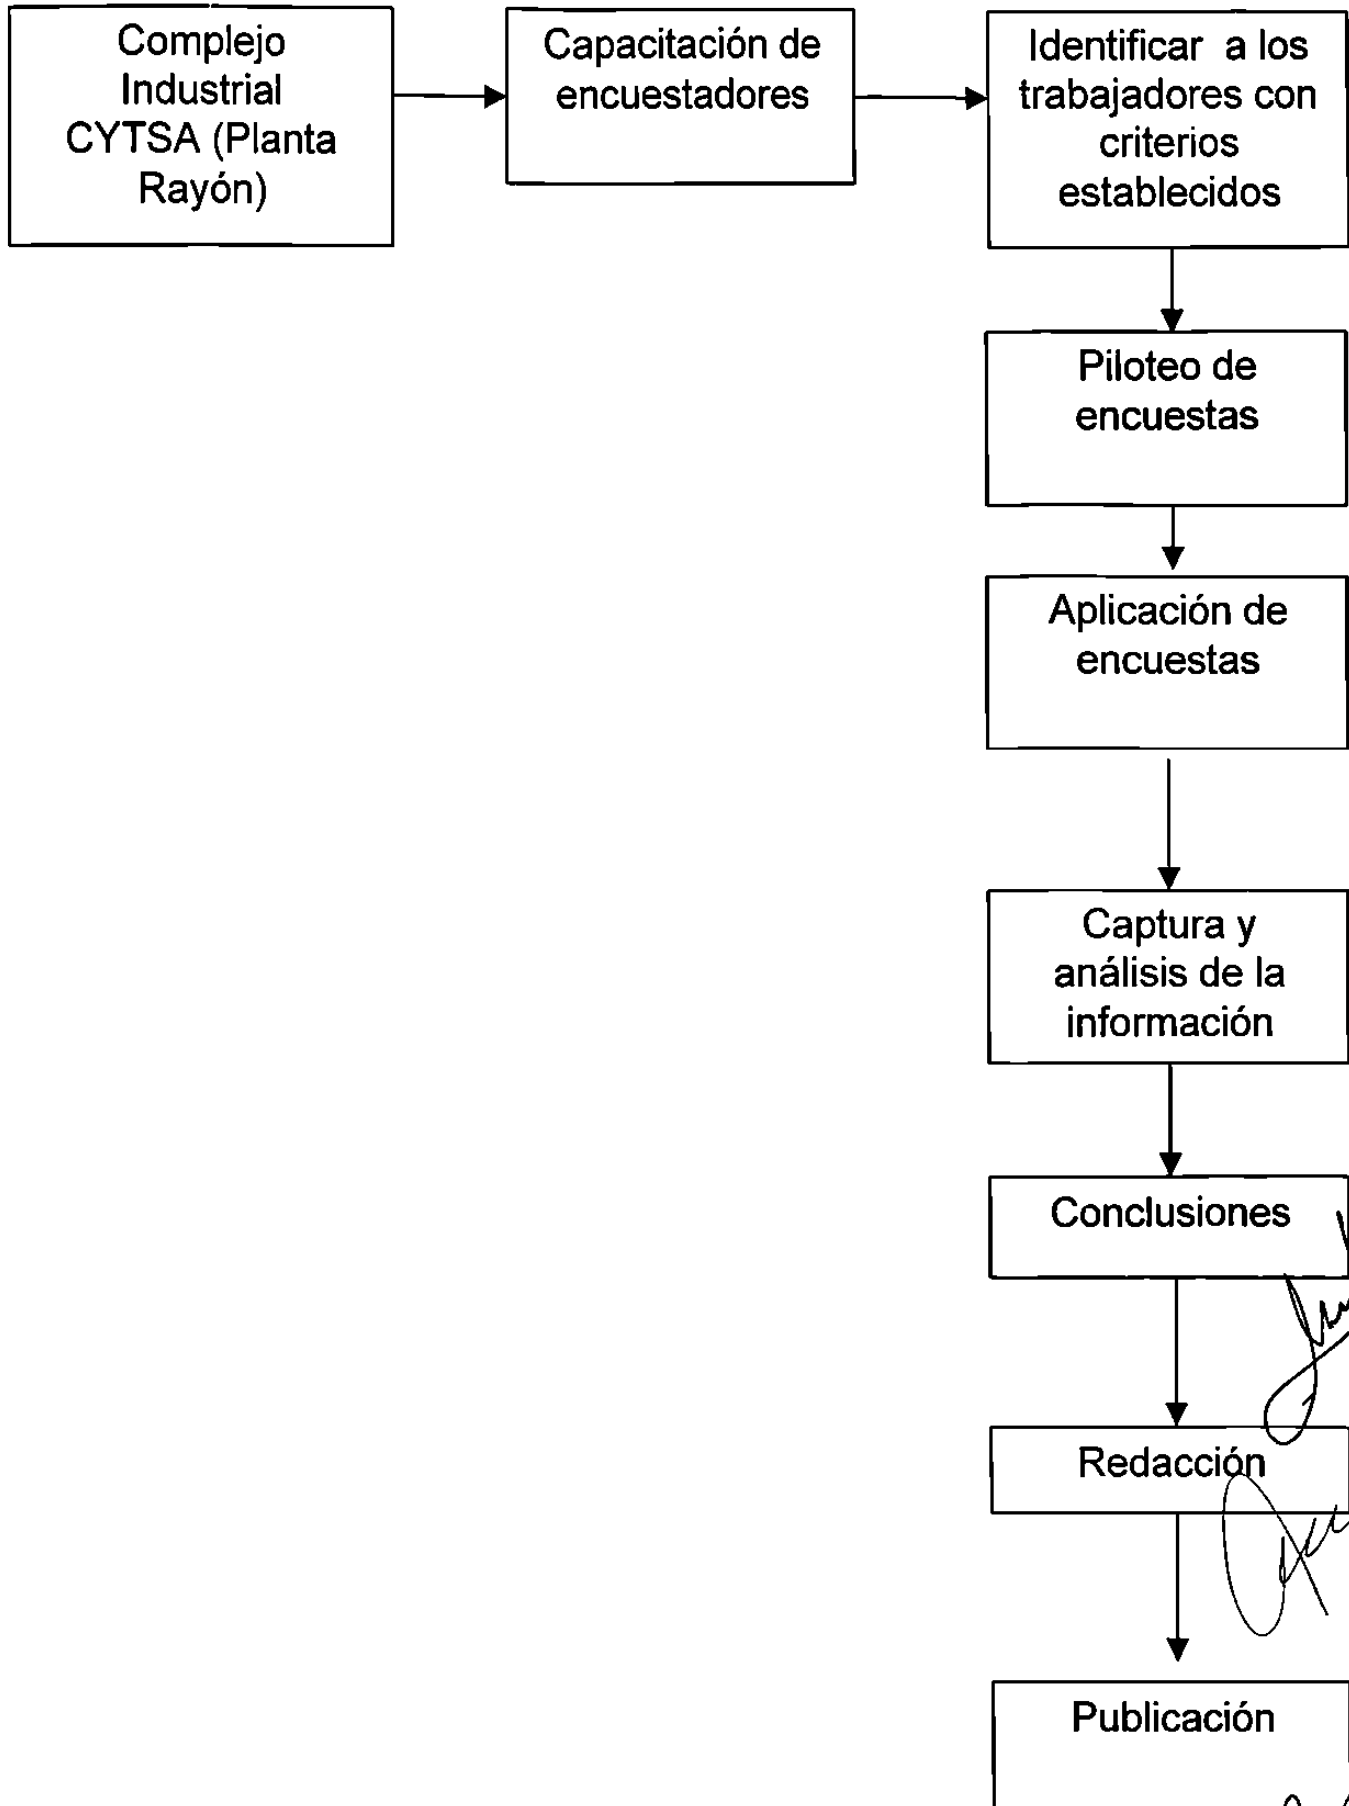 Complejo
Industrial
CYTSA (Planta
Rayón)
Capacitación de
encuestadores
Identificar a los
trabajadores con
criterios
establecidos
Piloteo de
encuestas
Aplicación de
encuestas
Captura y
análisis de la
información
Conclusiones
Redacción
Publicación